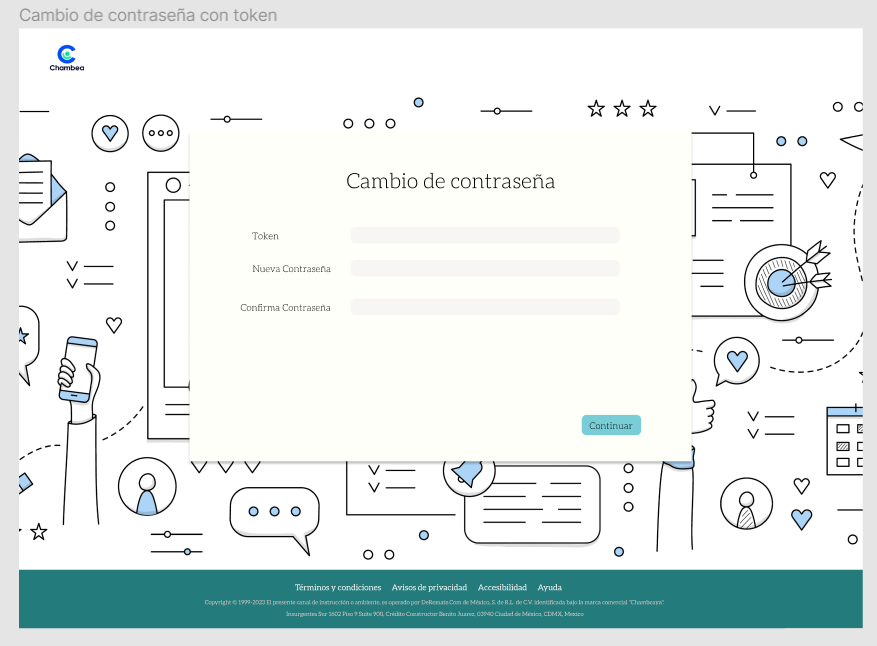 Cambio de contraseña con token
Chambea
Cambio de contraseña
Token
Nueva Contraseña
Confirma Contraseña
Continuar
Términos y condiciones Avisos de privacidad Accesibilidad Ayuda
Copyright © 1999-2023 El presente canal de instrucción o ambiente, es operado por DeRemate.Com de México, S. de R.L. de C.V. identificada bajo la marca comercial "Chambeaya".
Insurgentes Sur 1602 Piso 9 Suite 900, Crédito Constructor Benito Juarez, 03940 Ciudad de México, CDMX, Mexico